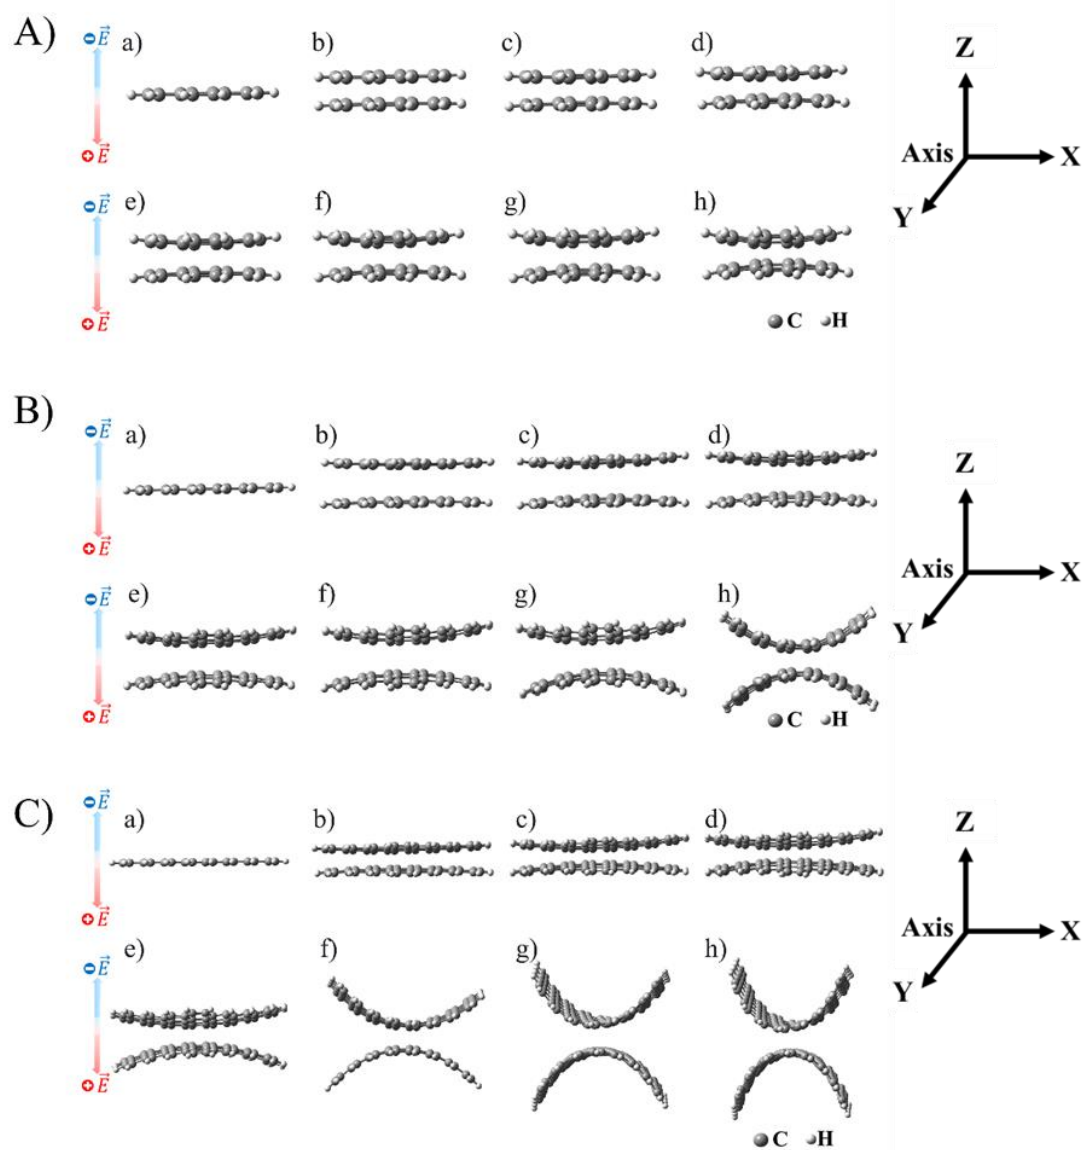 A)
⊖ E⃗
a) b) c) d)
Z
Axis X
Y
⊕ E⃗
⊖ E⃗
e) f) g) h)
⊕ E⃗
C H
B)
⊖ E⃗
a) b) c) d)
Z
⊕ E⃗
Axis X
Y
⊖ E⃗
e) f) g) h)
⊕ E⃗
C H
C)
⊖ E⃗
a) b) c) d)
Z
⊕ E⃗
Axis X
Y
⊖ E⃗
e) f) g) h)
⊕ E⃗
C H